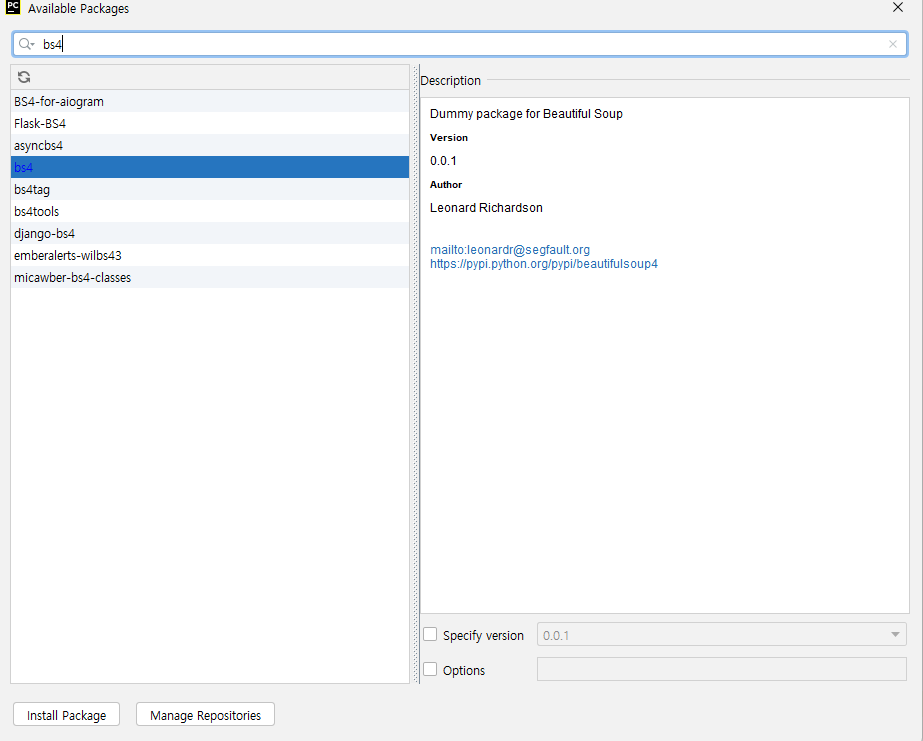 PC
Available Packages
bs4
BS4-for-aiogram
Flask-BS4
asyncbs4
bs4
bs4tag
bs4tools
django-bs4
emberalerts-wilbs43
micawber-bs4-classes
Description
Dummy package for Beautiful Soup
Version
0.0.1
Author
Leonard Richardson
mailto:leonardr@segfault.org
https://pypi.python.org/pypi/beautifulsoup4
Specify version
0.0.1
Options
Install Package
Manage Repositories